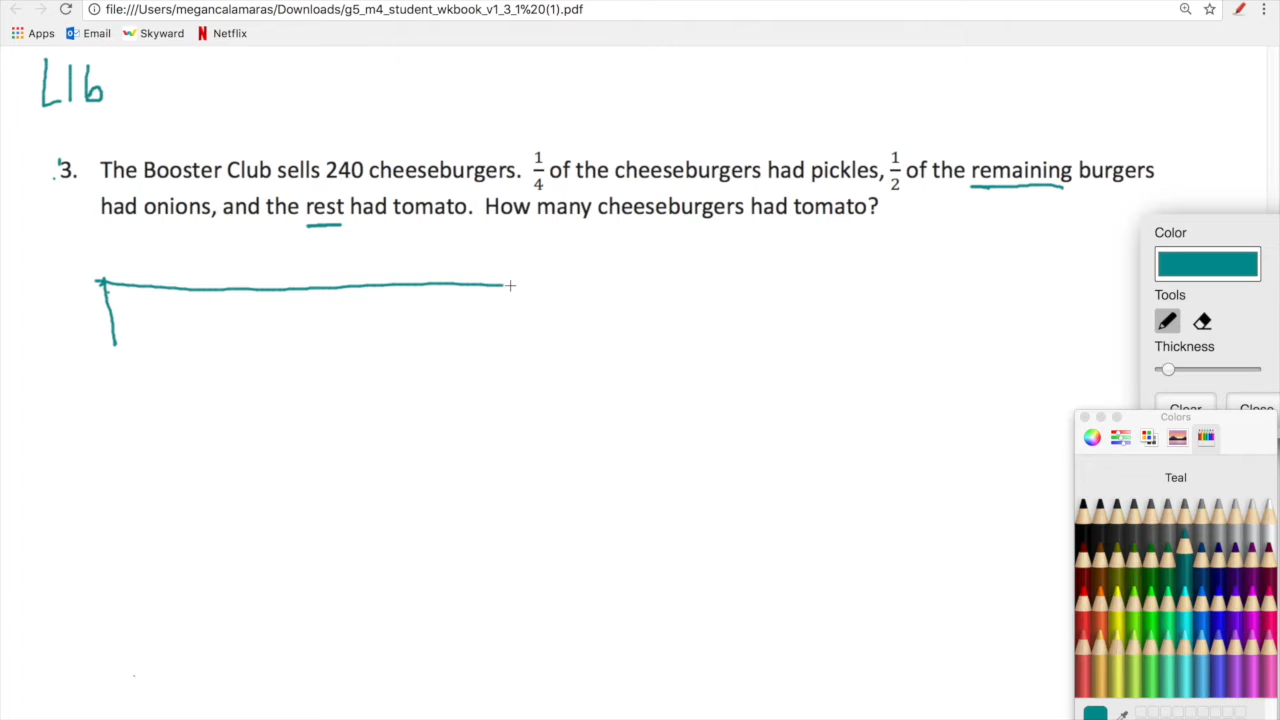 file:///Users/megancalamaras/Downloads/g5_m4_student_wkbook_v1_3_1%20(1).pdf
Apps Email Skyward Netflix
L16
3. The Booster Club sells 240 cheeseburgers. 1/4 of the cheeseburgers had pickles, 1/2 of the remaining burgers
had onions, and the rest had tomato. How many cheeseburgers had tomato?
Color
Tools
Thickness
Clear Close
Colors
Teal